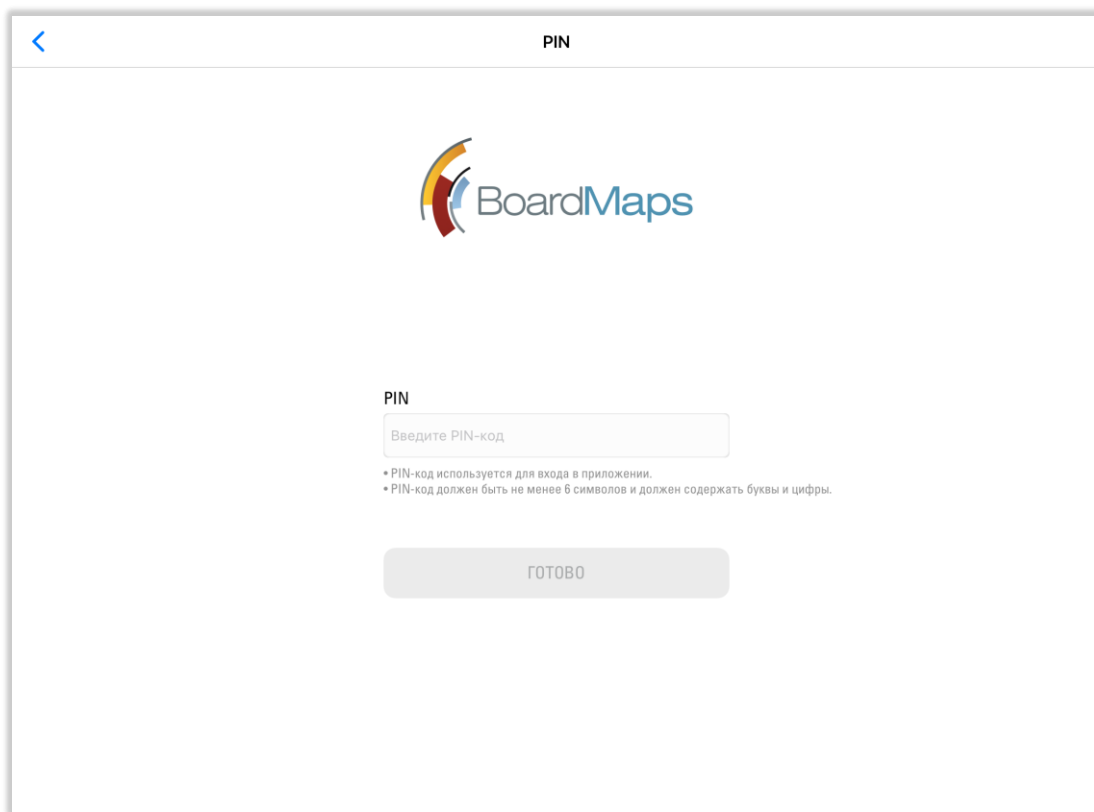 PIN
BoardMaps
PIN
Введите PIN-код
• PIN-код используется для входа в приложении.
• PIN-код должен быть не менее 6 символов и должен содержать буквы и цифры.
ГОТОВО